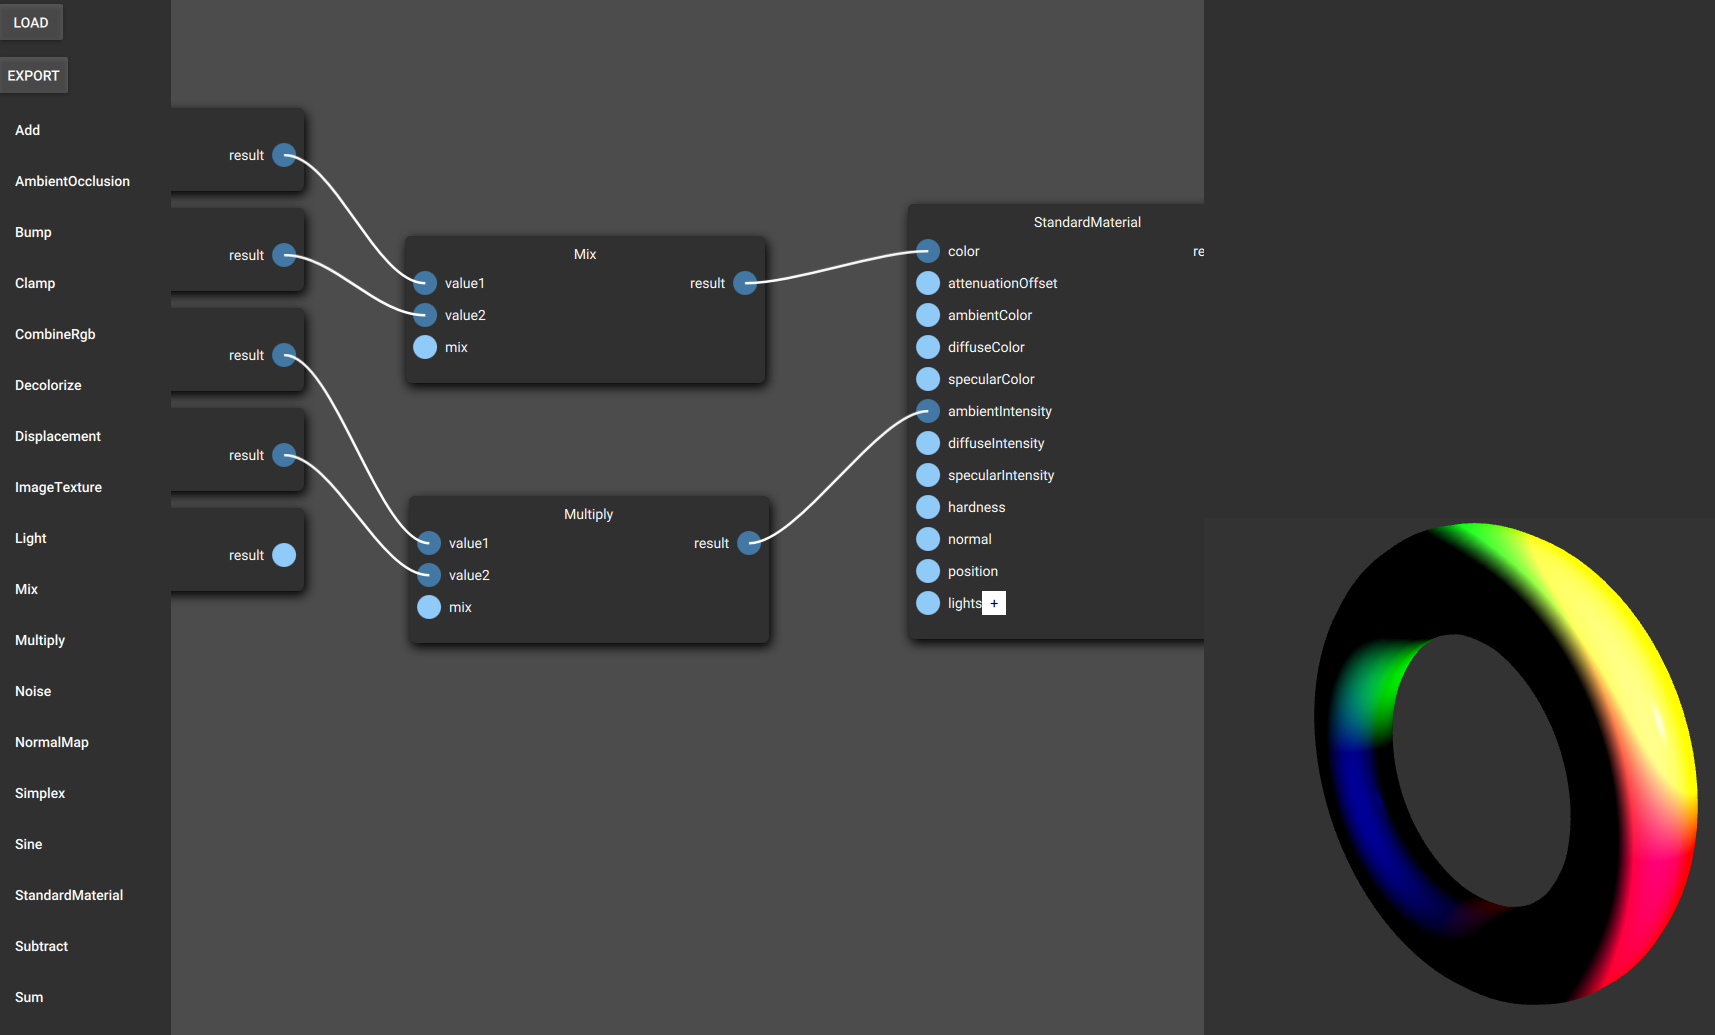 LOAD
EXPORT
Add
AmbientOcclusion
Bump
Clamp
CombineRgb
Decolorize
Displacement
ImageTexture
Light
Mix
Multiply
Noise
NormalMap
Simplex
Sine
StandardMaterial
Subtract
Sum
result
result
result
result
result
Mix
value1 result
value2
mix
Multiply
value1 result
value2
mix
StandardMaterial
color re
attenuationOffset
ambientColor
diffuseColor
specularColor
ambientIntensity
diffuseIntensity
specularIntensity
hardness
normal
position
lights +